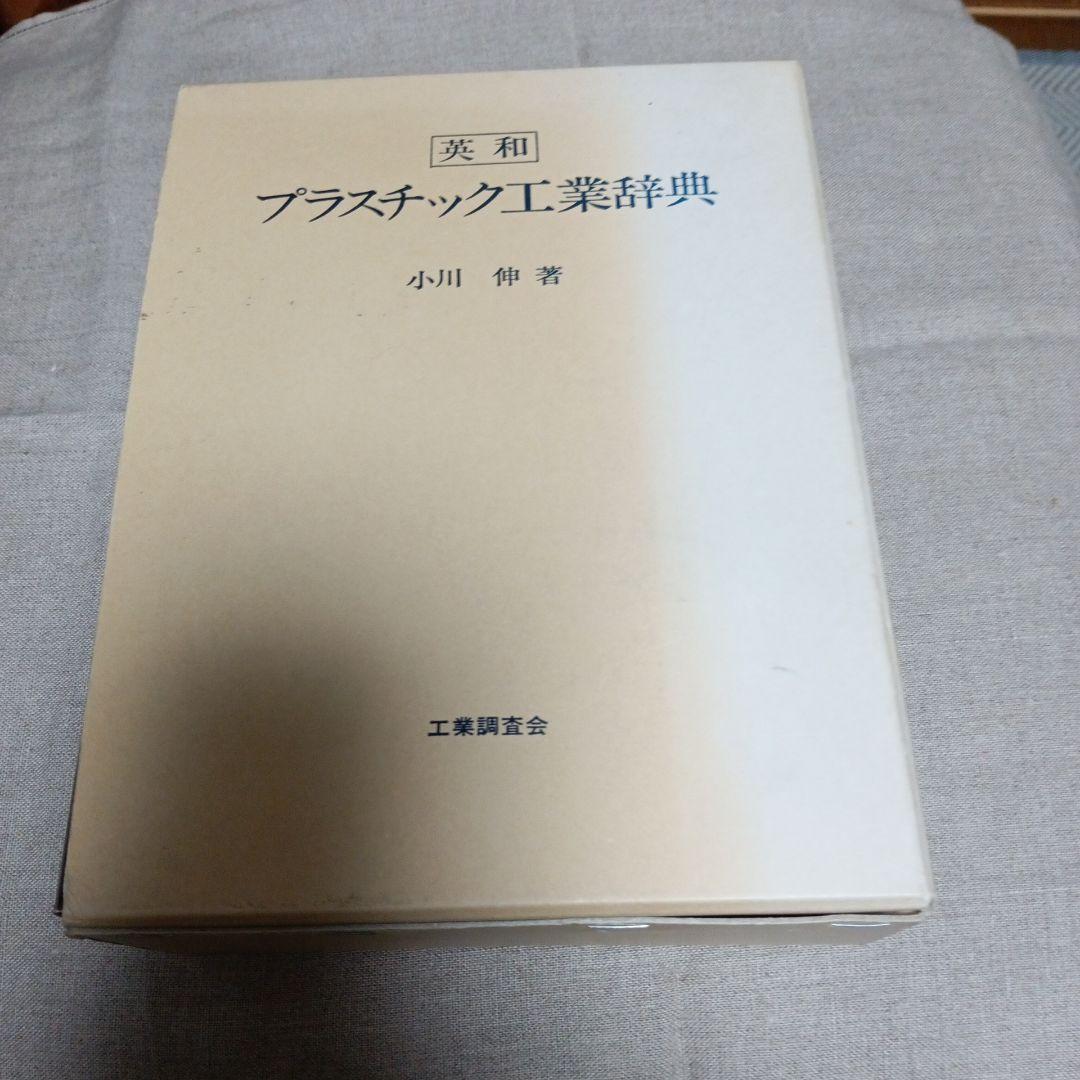 英和
プラスチック工業辞典
小川 伸 著
工業調査会